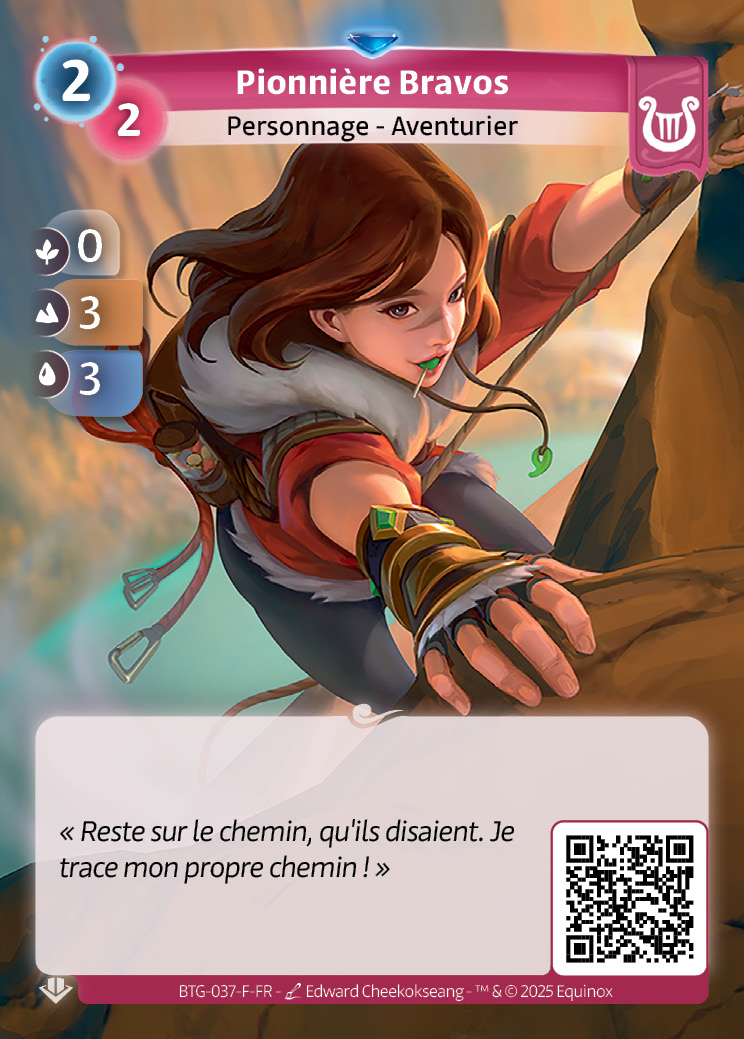 2
Pionnière Bravos
2
Personnage - Aventurier
0
3
3
« Reste sur le chemin, qu'ils disaient. Je
trace mon propre chemin ! »
BTG-037-F-FR - Edward Cheekokseang - ™ & © 2025 Equinox